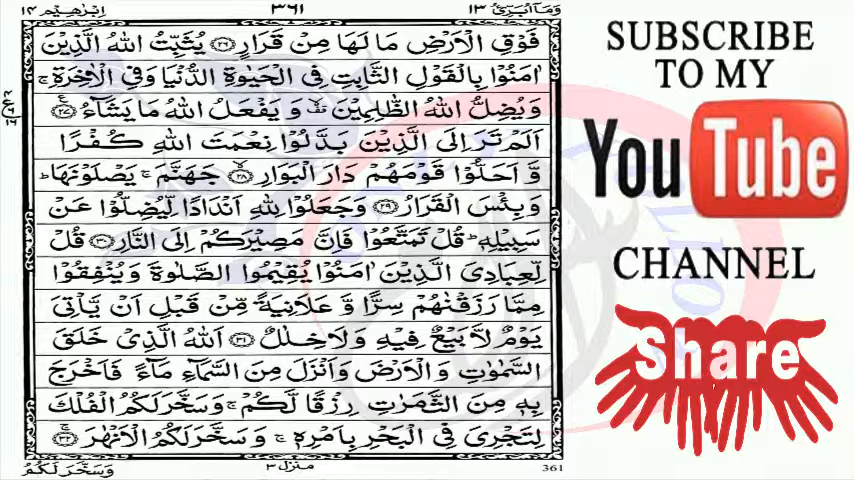 وَمَآ اُبَرِّئُ ١٣
٣٦١
اِبْرٰهِيْم ١٤
فَوْقِ الْاَرْضِ مَا لَهَا مِنْ قَرَارٍ ۝٢٦ يُثَبِّتُ اللّٰهُ الَّذِيْنَ
اٰمَنُوْا بِالْقَوْلِ الثَّابِتِ فِي الْحَيٰوةِ الدُّنْيَا وَفِي الْاٰخِرَةِ ۚ
وَيُضِلُّ اللّٰهُ الظّٰلِمِيْنَ ۙ وَيَفْعَلُ اللّٰهُ مَا يَشَآءُ ۝٢٧
اَلَمْ تَرَ اِلَى الَّذِيْنَ بَدَّلُوْا نِعْمَتَ اللّٰهِ كُفْرًا
وَّ اَحَلُّوْا قَوْمَهُمْ دَارَ الْبَوَارِ ۝٢٨ جَهَنَّمَ ۚ يَصْلَوْنَهَا ؕ
وَبِئْسَ الْقَرَارُ ۝٢٩ وَجَعَلُوْا لِلّٰهِ اَنْدَادًا لِّيُضِلُّوْا عَنْ
سَبِيْلِهٖ ؕ قُلْ تَمَتَّعُوْا فَاِنَّ مَصِيْرَكُمْ اِلَى النَّارِ ۝٣٠ قُلْ
لِّعِبَادِيَ الَّذِيْنَ اٰمَنُوْا يُقِيْمُوا الصَّلٰوةَ وَيُنْفِقُوْا
مِمَّا رَزَقْنٰهُمْ سِرًّا وَّ عَلَانِيَةً مِّنْ قَبْلِ اَنْ يَّاْتِيَ
يَوْمٌ لَّا بَيْعٌ فِيْهِ وَلَا خِلٰلٌ ۝٣١ اَللّٰهُ الَّذِيْ خَلَقَ
السَّمٰوٰتِ وَالْاَرْضَ وَاَنْزَلَ مِنَ السَّمَآءِ مَآءً فَاَخْرَجَ
بِهٖ مِنَ الثَّمَرٰتِ رِزْقًا لَّكُمْ ۚ وَسَخَّرَ لَكُمُ الْفُلْكَ
لِتَجْرِيَ فِي الْبَحْرِ بِاَمْرِهٖ ۚ وَسَخَّرَ لَكُمُ الْاَنْهٰرَ ۝٣٢
وَسَخَّرَ لَكُمُ
منزل ٣
361
SUBSCRIBE
TO MY
YouTube
CHANNEL
Share